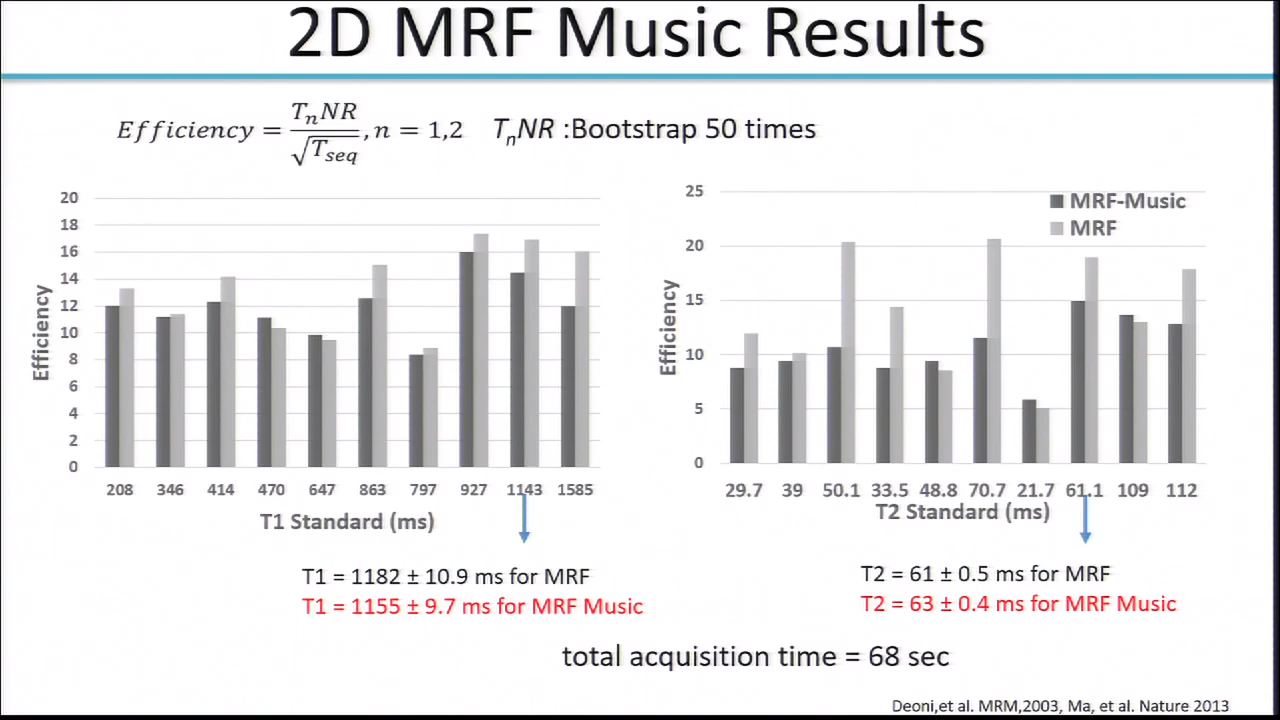 2D MRF Music Results
Efficiency = TnNR / √Tseq , n = 1,2 TnNR :Bootstrap 50 times
20
18
16
14
12
10
8
6
4
2
0
Efficiency
208 346 414 470 647 863 797 927 1143 1585
T1 Standard (ms)
25
20
15
10
5
0
Efficiency
MRF-Music
MRF
29.7 39 50.1 33.5 48.8 70.7 21.7 61.1 109 112
T2 Standard (ms)
T1 = 1182 ± 10.9 ms for MRF
T1 = 1155 ± 9.7 ms for MRF Music
T2 = 61 ± 0.5 ms for MRF
T2 = 63 ± 0.4 ms for MRF Music
total acquisition time = 68 sec
Deoni,et al. MRM,2003, Ma, et al. Nature 2013